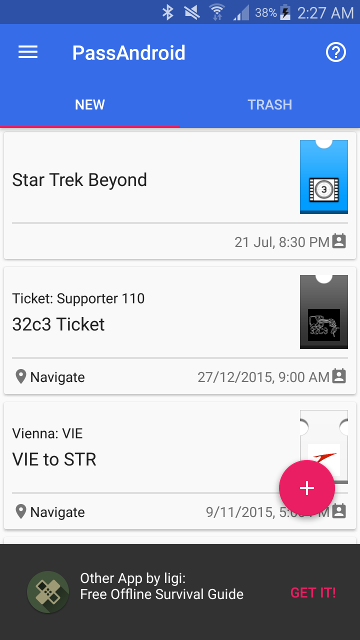 38% 2:27 AM
PassAndroid
NEW TRASH
Star Trek Beyond
3
21 Jul, 8:30 PM
Ticket: Supporter 110
32c3 Ticket
32C3
Navigate 27/12/2015, 9:00 AM
Vienna: VIE
VIE to STR
Navigate 9/11/2015,
Other App by ligi:
Free Offline Survival Guide
GET IT!